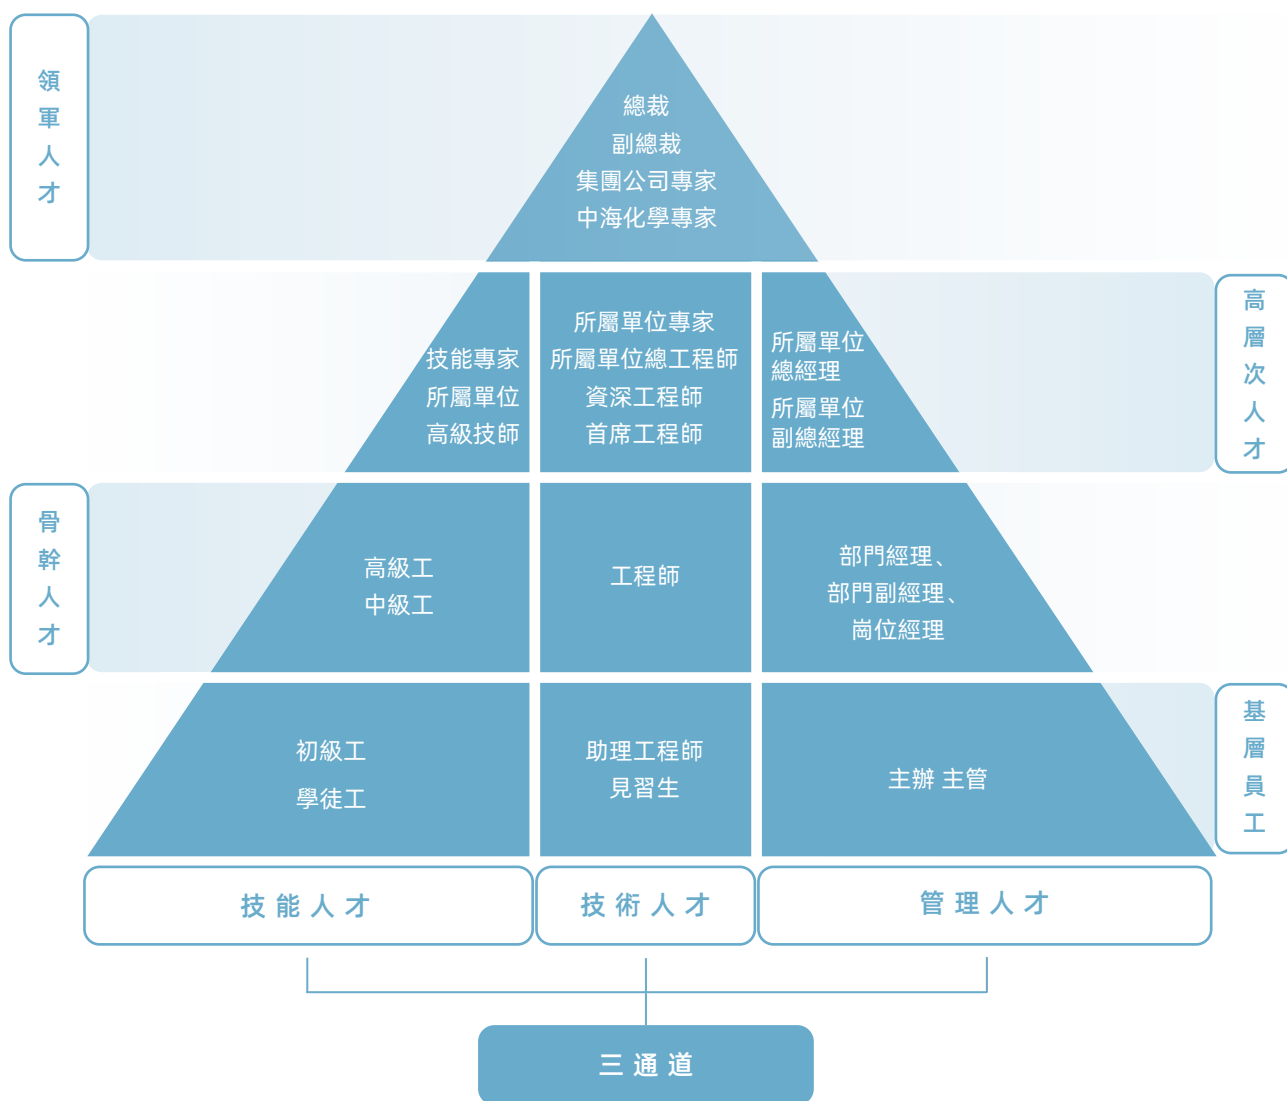 領軍人才
總裁
副總裁
集團公司專家
中海化學專家
高層次人才
技能專家
所屬單位
高級技師
所屬單位專家
所屬單位總工程師
資深工程師
首席工程師
所屬單位
總經理
所屬單位
副總經理
骨幹人才
高級工
中級工
工程師
部門經理、
部門副經理、
崗位經理
基層員工
初級工
學徒工
助理工程師
見習生
主辦 主管
技能人才
技術人才
管理人才
三通道